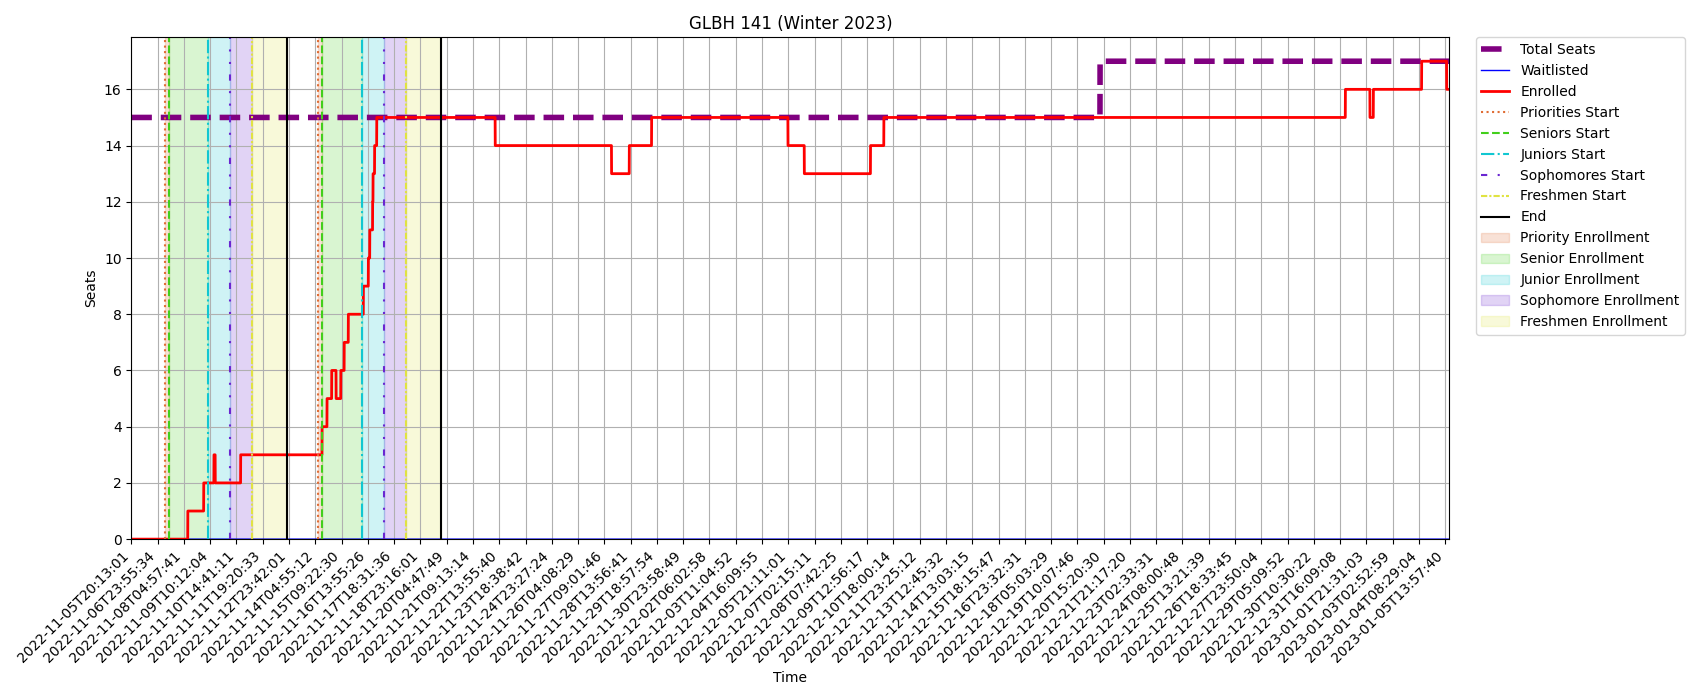 GLBH 141 (Winter 2023)
Total Seats
Waitlisted
Enrolled
Priorities Start
Seniors Start
Juniors Start
Sophomores Start
Freshmen Start
End
Priority Enrollment
Senior Enrollment
Junior Enrollment
Sophomore Enrollment
Freshmen Enrollment
Seats
16
14
12
10
8
6
4
2
0
2022-11-05T20:13:01
2022-11-06T23:55:34
2022-11-08T04:57:41
2022-11-09T10:12:04
2022-11-10T14:41:11
2022-11-11T19:20:33
2022-11-12T23:42:01
2022-11-14T04:55:12
2022-11-15T09:22:30
2022-11-16T13:55:26
2022-11-17T18:31:36
2022-11-18T23:16:01
2022-11-20T04:47:49
2022-11-21T09:13:14
2022-11-22T13:55:40
2022-11-23T18:38:42
2022-11-24T23:27:24
2022-11-26T04:08:29
2022-11-27T09:01:46
2022-11-28T13:56:41
2022-11-29T18:57:54
2022-11-30T23:58:49
2022-12-02T06:02:58
2022-12-03T11:04:52
2022-12-04T16:09:55
2022-12-05T21:11:01
2022-12-07T02:15:11
2022-12-08T07:42:25
2022-12-09T12:56:17
2022-12-10T18:00:14
2022-12-11T23:25:12
2022-12-13T12:45:32
2022-12-14T13:03:15
2022-12-15T18:15:47
2022-12-16T23:32:31
2022-12-18T05:03:29
2022-12-19T10:07:46
2022-12-20T15:20:30
2022-12-21T21:17:20
2022-12-23T02:33:31
2022-12-24T08:00:48
2022-12-25T13:21:39
2022-12-26T18:33:45
2022-12-27T23:50:04
2022-12-29T05:09:52
2022-12-30T10:30:22
2022-12-31T16:09:08
2023-01-01T21:31:03
2023-01-03T02:52:59
2023-01-04T08:29:04
2023-01-05T13:57:40
Time